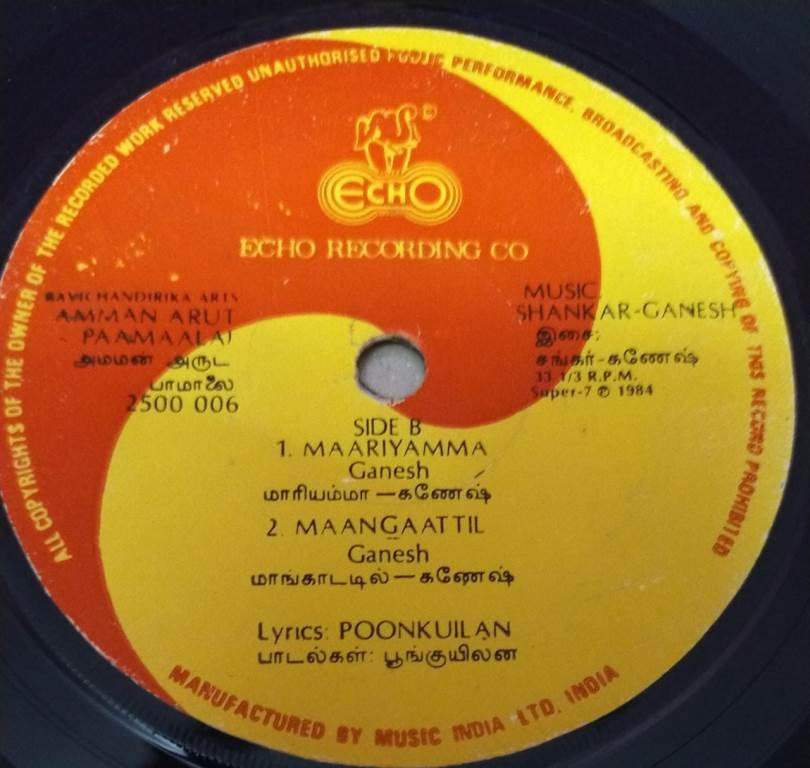 ALL COPYRIGHTS OF THE OWNER OF THE RECORDED WORK RESERVED UNAUTHORISED PUBLIC PERFORMANCE. BROADCASTING AND COPYING OF THIS RECORD PROHIBITED
©
ECHO
ECHO RECORDING CO
RAVICHANDIRIKA ARTS
AMMAN ARUT
PAAMAALAI
அம்மன் அருட்
பாமாலை
2500 006
MUSIC
SHANKAR-GANESH
இசை:
சங்கர்-கணேஷ்
33 1/3 R.P.M.
Super-7 ℗ 1984
SIDE B
1. MAARIYAMMA
Ganesh
மாரியம்மா – கணேஷ்
2. MAANGAATTIL
Ganesh
மாங்காட்டில் – கணேஷ்
Lyrics: POONKUILAN
பாடல்கள்: பூங்குயிலன்
MANUFACTURED BY MUSIC INDIA LTD. INDIA